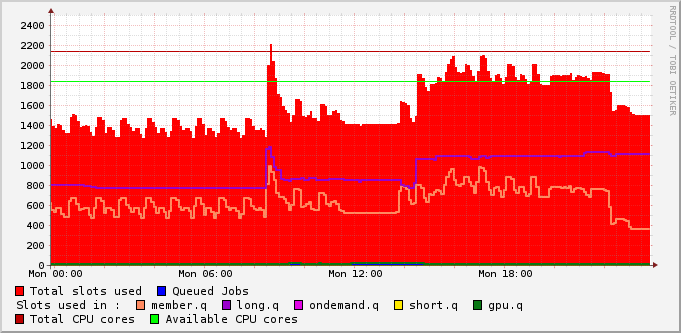 2400
2200
2000
1800
1600
1400
1200
1000
800
600
400
200
0
Mon 00:00 Mon 06:00 Mon 12:00 Mon 18:00
Total slots used Queued Jobs
Slots used in : member.q long.q ondemand.q short.q gpu.q
Total CPU cores Available CPU cores
RRDTOOL / TOBI OETIKER